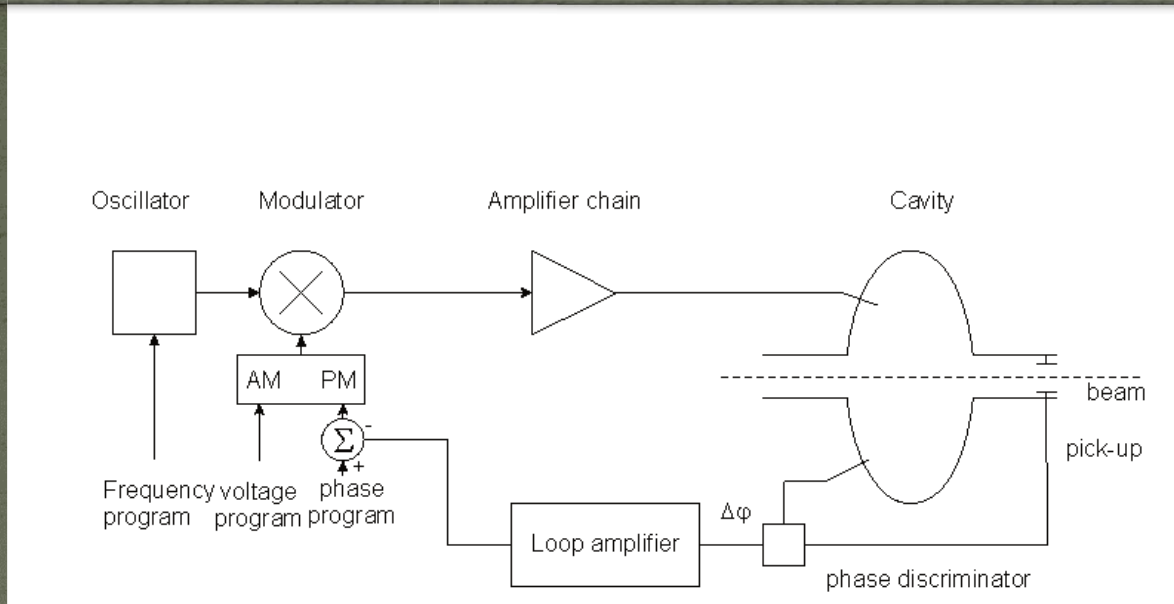 Oscillator
Modulator
Amplifier chain
Cavity
AM
PM
beam
-
Σ
+
pick-up
Frequency
program
voltage
program
phase
program
Δφ
Loop amplifier
phase discriminator